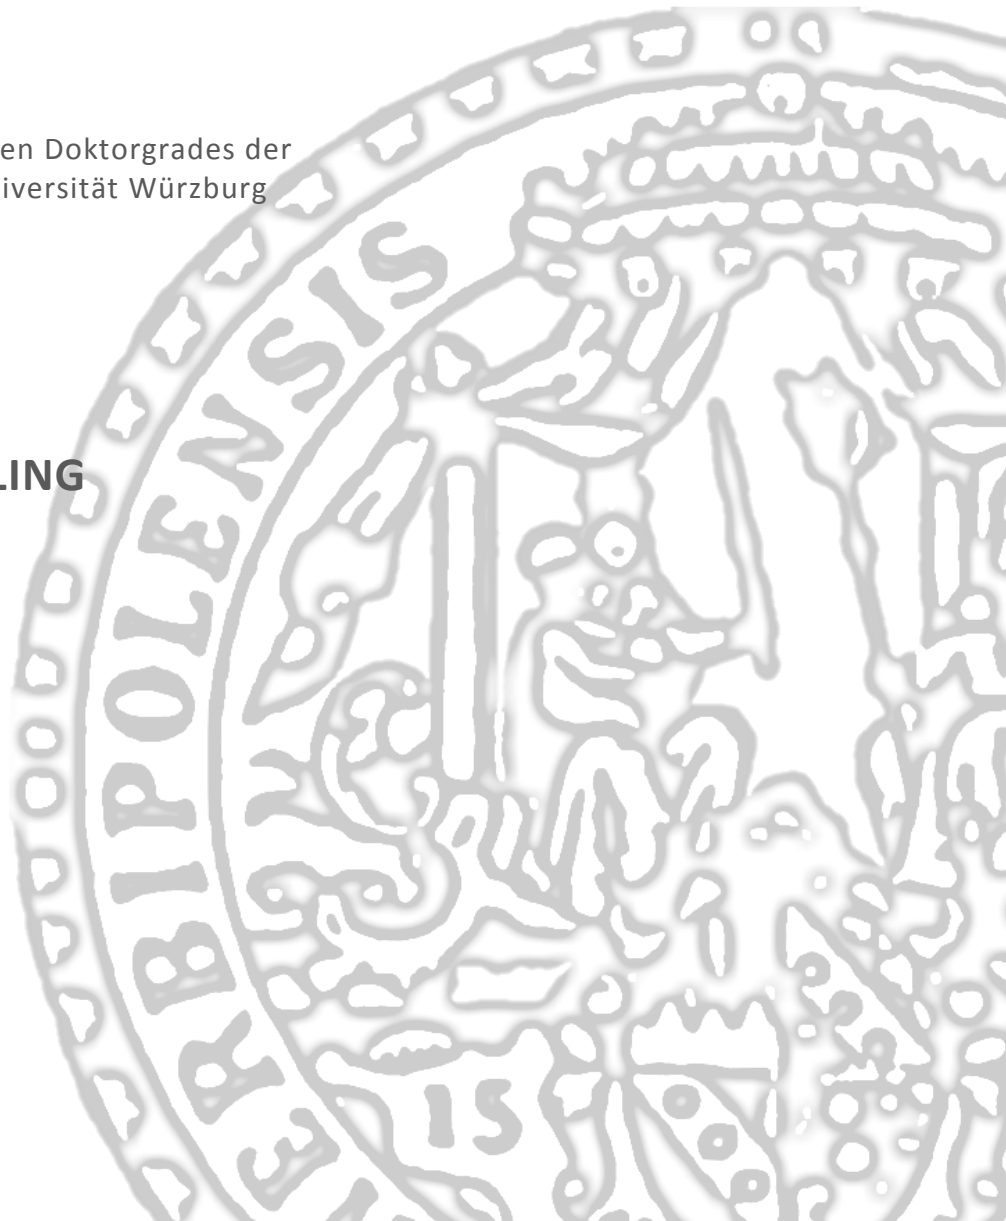 en Doktorgrades der
iversität Würzburg
LING
ERBIPOLENSIS
15